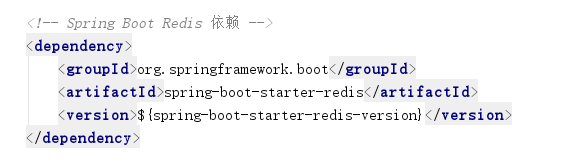 <!-- Spring Boot Redis 依赖 -->
<dependency>
<groupId>org.springframework.boot</groupId>
<artifactId>spring-boot-starter-redis</artifactId>
<version>${spring-boot-starter-redis-version}</version>
</dependency>